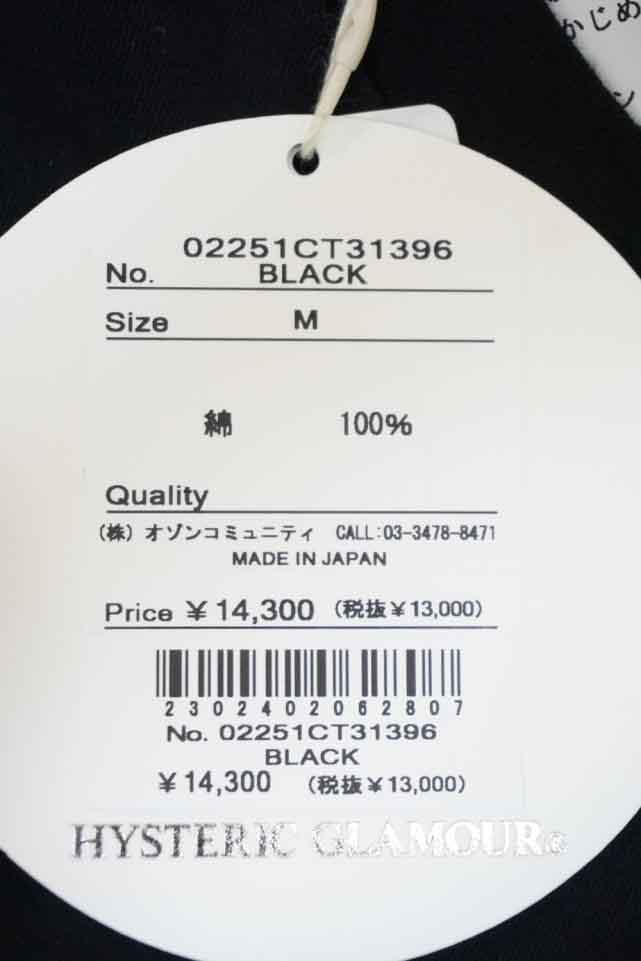 かじめ
ン
02251CT31396
No. BLACK
Size M
綿 100%
Quality
(株) オゾンコミュニティ CALL:03-3478-8471
MADE IN JAPAN
Price ¥14,300 (税抜¥13,000)
2302402062807
No. 02251CT31396
BLACK
¥14,300 (税抜¥13,000)
HYSTERIC GLAMOUR®